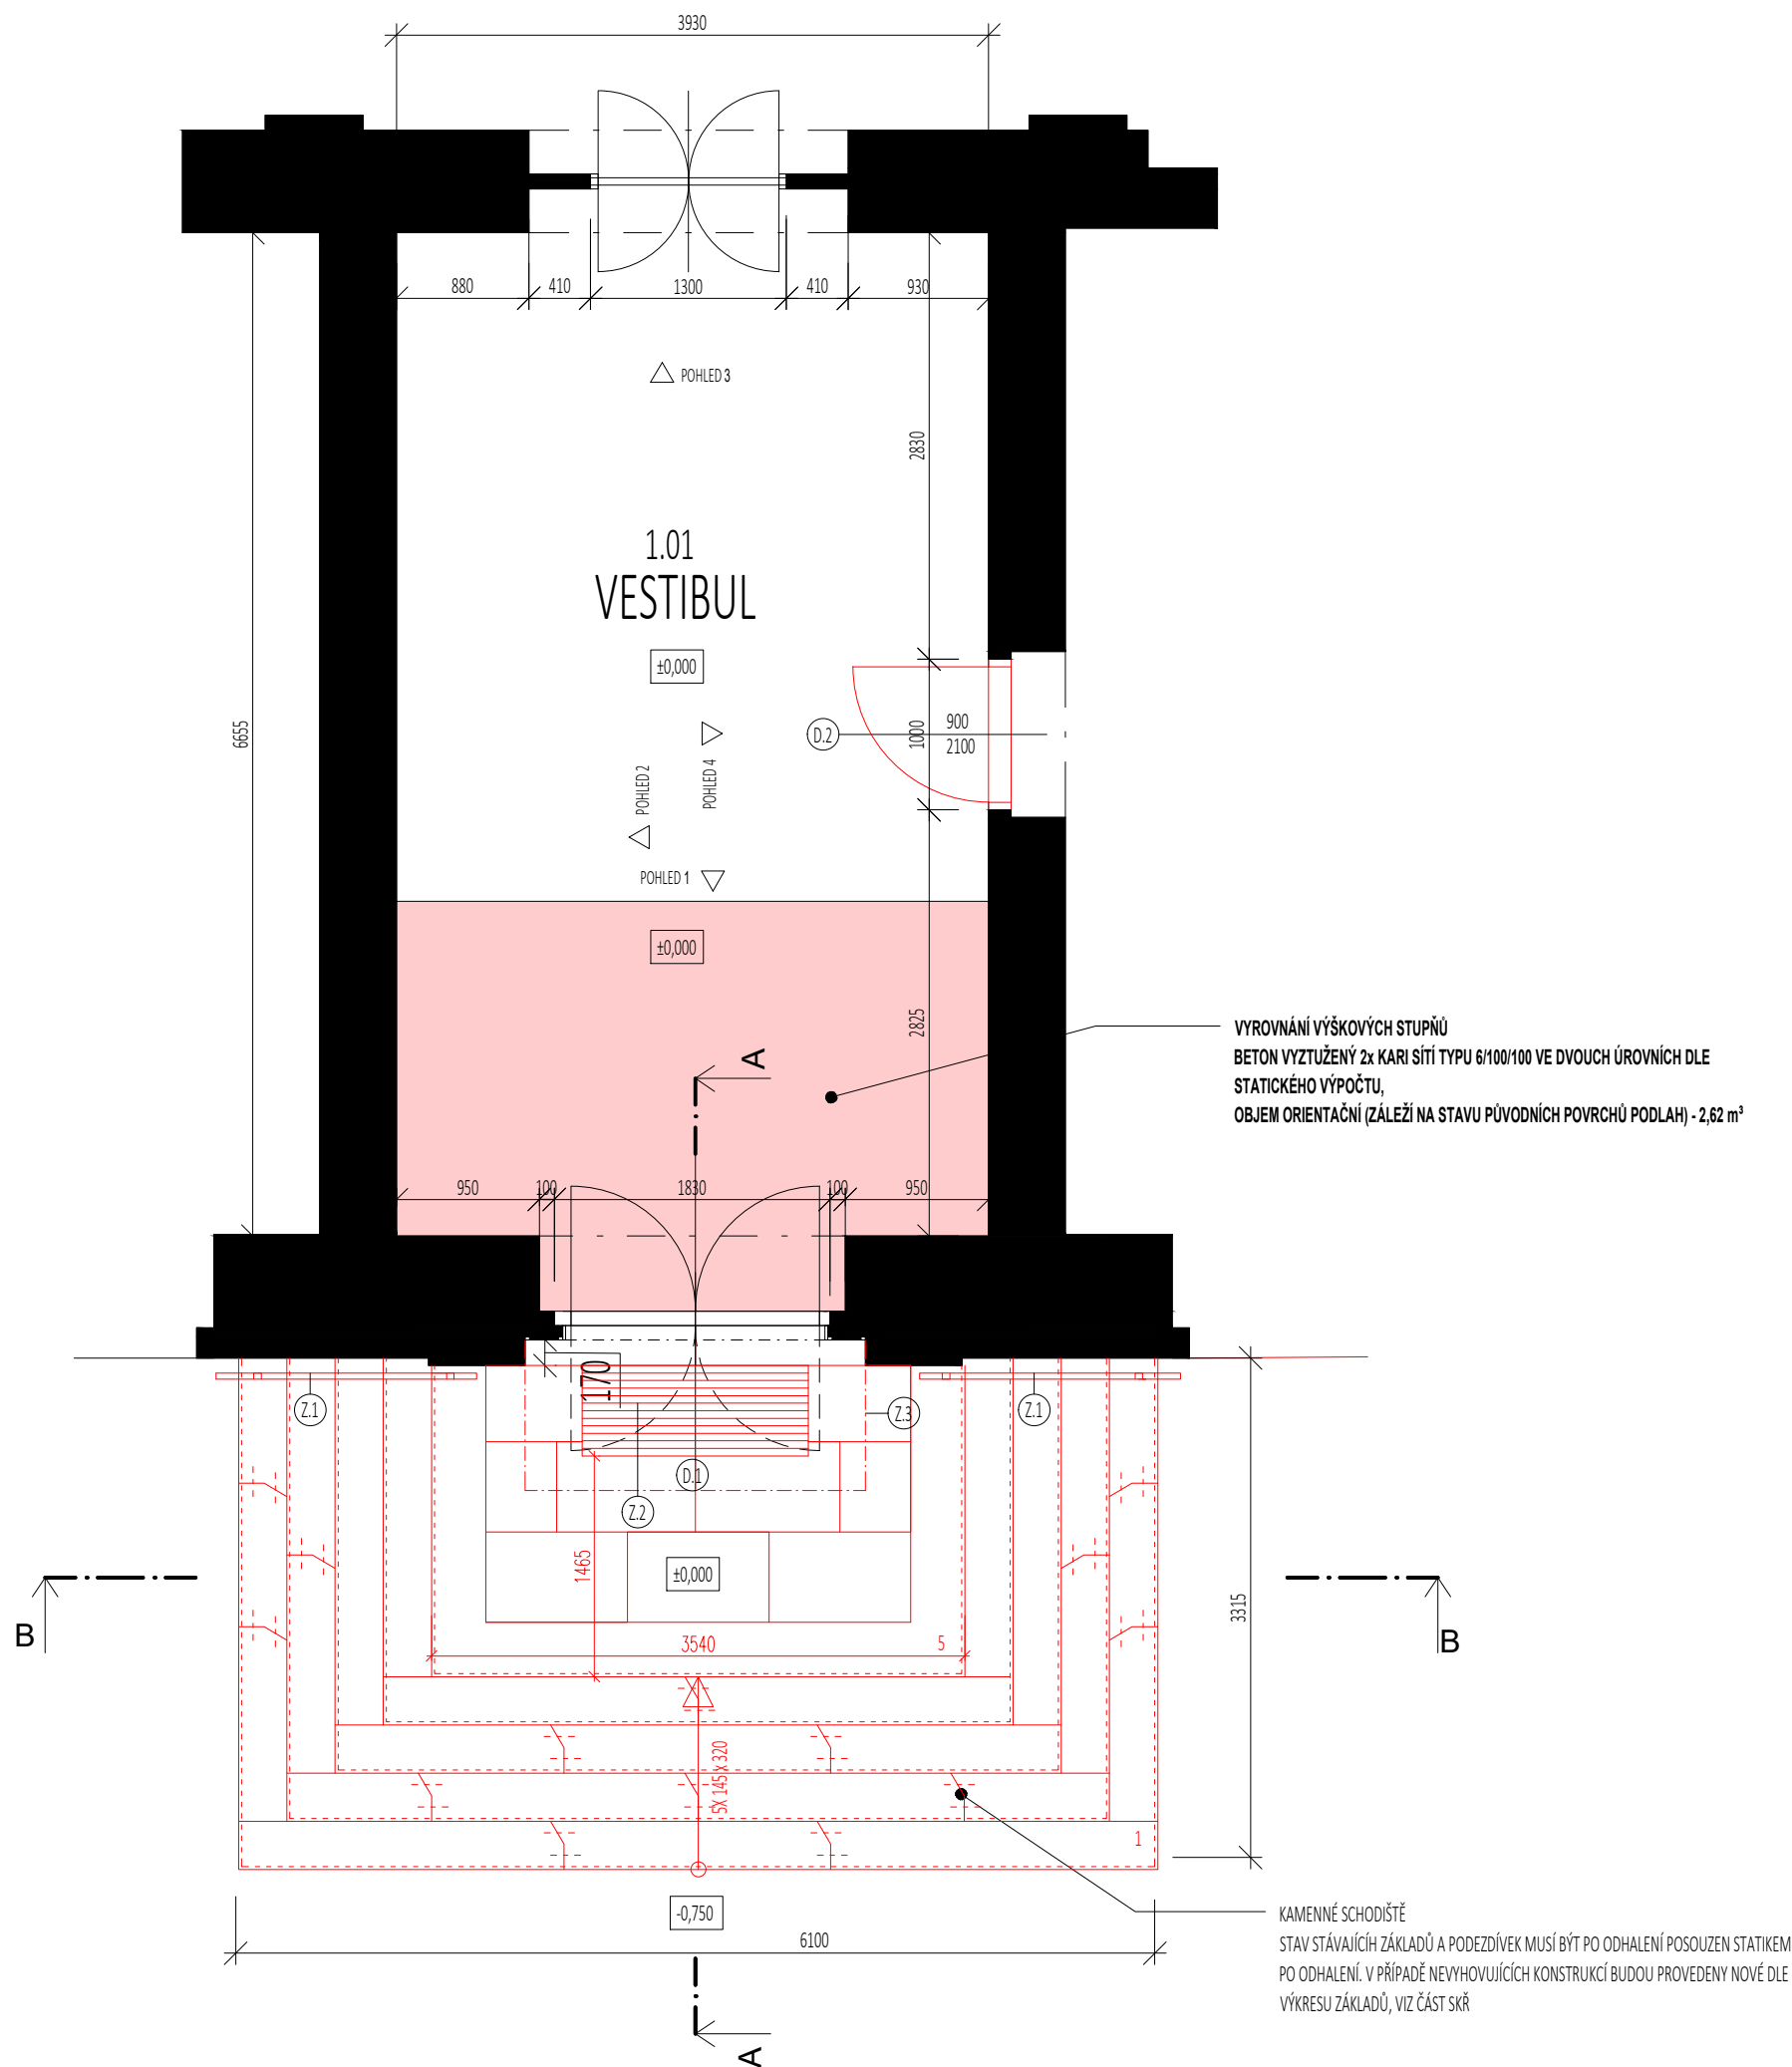 3930
880
410
1300
410
930
POHLED 3
2830
1.01
VESTIBUL
±0,000
6655
D.2
1000
900
2100
POHLED 2
POHLED 4
POHLED 1
±0,000
2825
VYROVNÁNÍ VÝŠKOVÝCH STUPŇŮ
BETON VYZTUŽENÝ 2x KARI SÍTÍ TYPU 6/100/100 VE DVOUCH ÚROVNÍCH DLE
STATICKÉHO VÝPOČTU,
OBJEM ORIENTAČNÍ (ZÁLEŽÍ NA STAVU PŮVODNÍCH POVRCHŮ PODLAH) - 2,62 m³
A
950
100
1830
100
950
170
Z.1
Z.3
Z.1
D.1
Z.2
1465
±0,000
3315
B
B
3540
5
5X 145 x 320
1
-0,750
6100
KAMENNÉ SCHODIŠTĚ
STAV STÁVAJÍCÍH ZÁKLADŮ A PODEZDÍVEK MUSÍ BÝT PO ODHALENÍ POSOUZEN STATIKEM
PO ODHALENÍ. V PŘÍPADĚ NEVYHOVUJÍCÍCH KONSTRUKCÍ BUDOU PROVEDENY NOVÉ DLE
VÝKRESU ZÁKLADŮ, VIZ ČÁST SKŘ
A